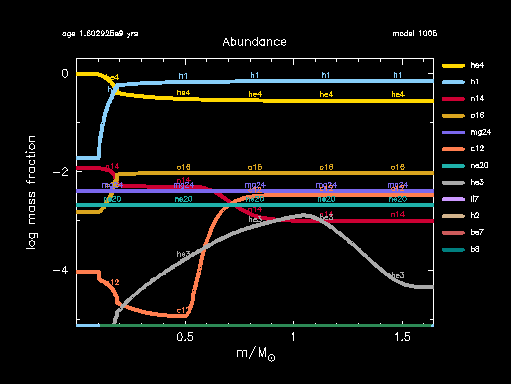 age 1.602925e9 yrs
model 1005
Abundance
he4
h1
n14
o16
mg24
c12
ne20
he3
li7
h2
be7
b8
0
−2
−4
log mass fraction
0.5
1
1.5
m/M⊙
he4
h1
h1
h1
h1
he4
he4
he4
he4
n14
o16
o16
o16
o16
n14
mg24
mg24
mg24
mg24
mg24
ne20
ne20
ne20
ne20
ne20
n14
n14
he3
he3
he3
he3
c12
c12